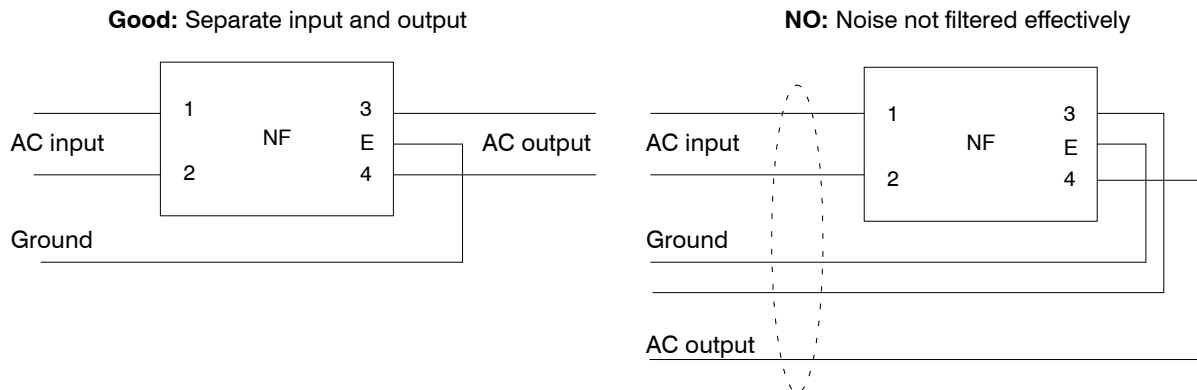 Good: Separate input and output
1
3
AC input
NF
E
AC output
2
4
Ground
NO: Noise not filtered effectively
1
3
AC input
NF
E
2
4
Ground
AC output